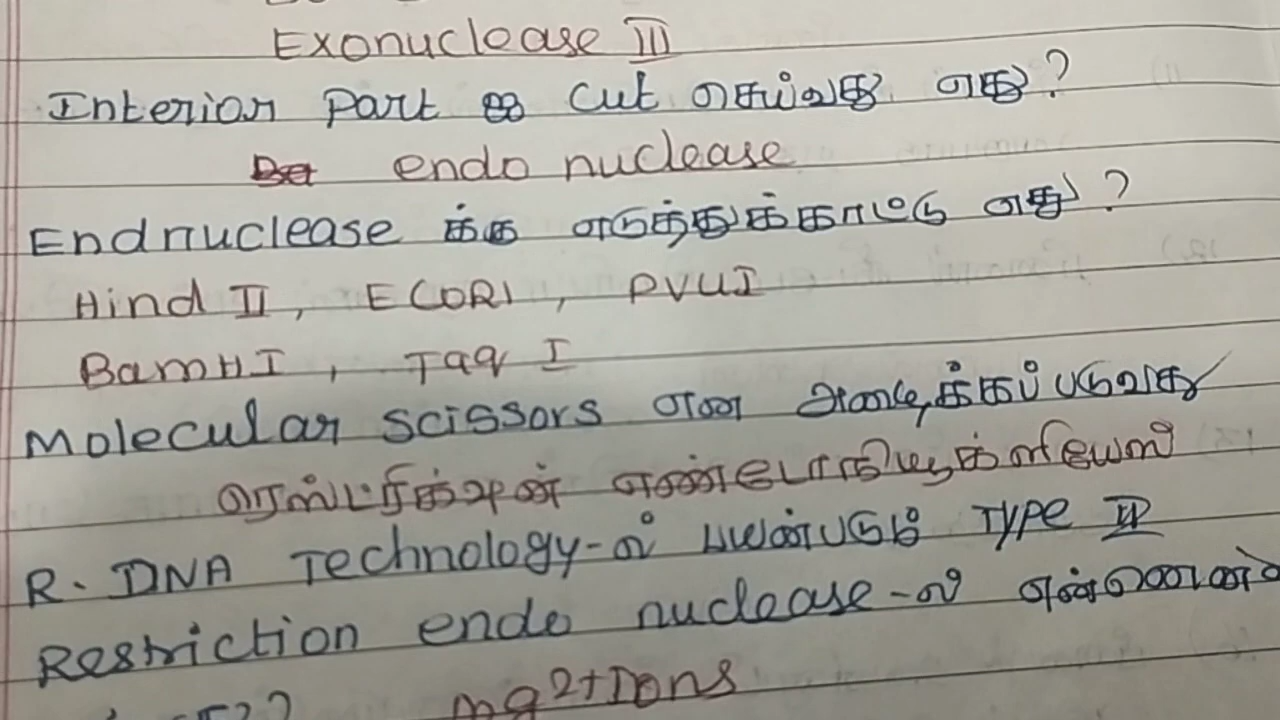 Exonuclease III
Interior part ஐ cut செய்வது எது?
endo nuclease
Endnuclease க்கு எடுத்துக்காட்டு எது?
Hind II, ECORI, PVUI
BamHI, Taq I
Molecular scissors என அழைக்கப்படுவது
ரெஸ்ட்ரிக்ஷன் எண்டோநியூக்ளியேஸ்
R. DNA Technology-ல் பயன்படும் TYPE II
Restriction endo nuclease-ல் என்னென்ன
mg2+Ions